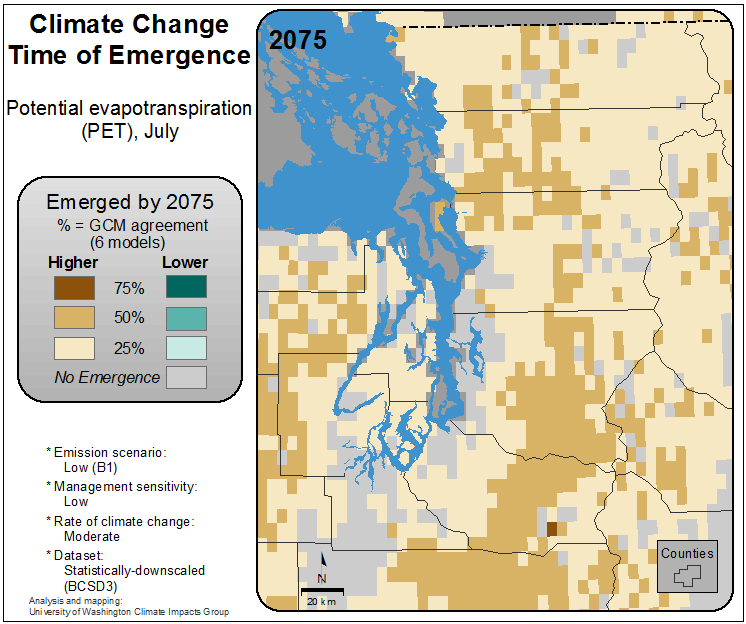 Climate Change
Time of Emergence
Potential evapotranspiration
(PET), July
Emerged by 2075
% = GCM agreement
(6 models)
Higher Lower
75%
50%
25%
No Emergence
* Emission scenario:
Low (B1)
* Management sensitivity:
Low
* Rate of climate change:
Moderate
* Dataset:
Statistically-downscaled
(BCSD3)
Analysis and mapping:
University of Washington Climate Impacts Group
2075
N
20 km
Counties